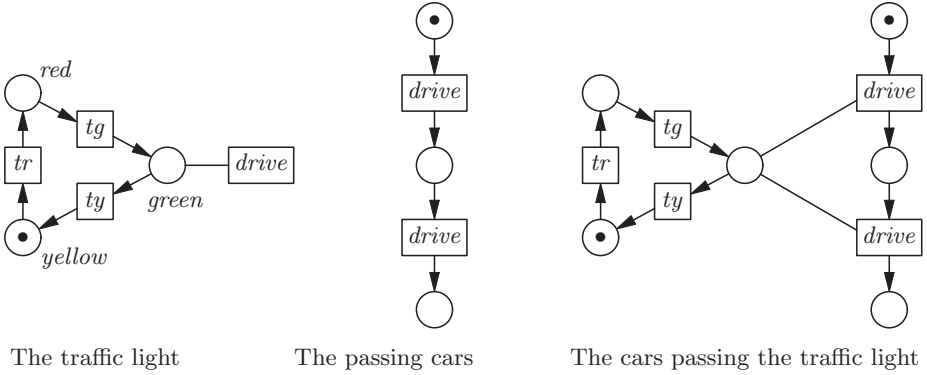 red
tg
tr
drive
ty
green
yellow
The traffic light
drive
drive
The passing cars
tg
tr
ty
drive
drive
The cars passing the traffic light